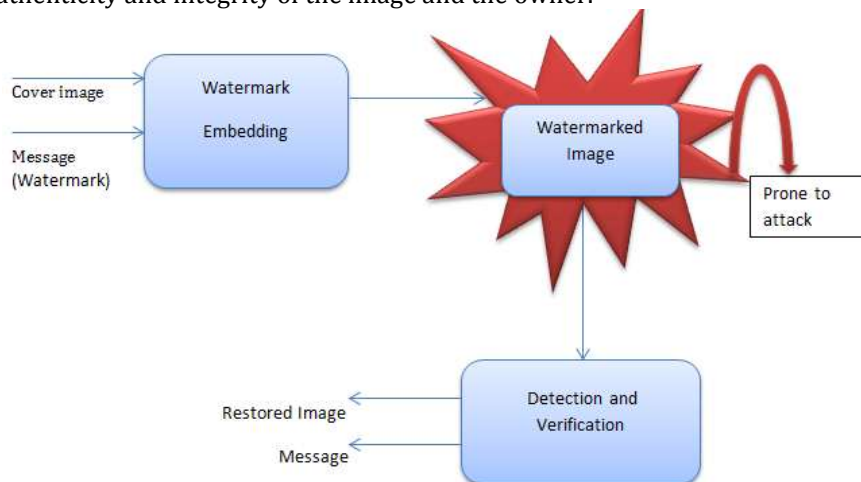 authenticity and integrity of the image and the owner.
Cover image
Message
(Watermark)
Watermark
Embedding
Watermarked
Image
Prone to
attack
Detection and
Verification
Restored Image
Message